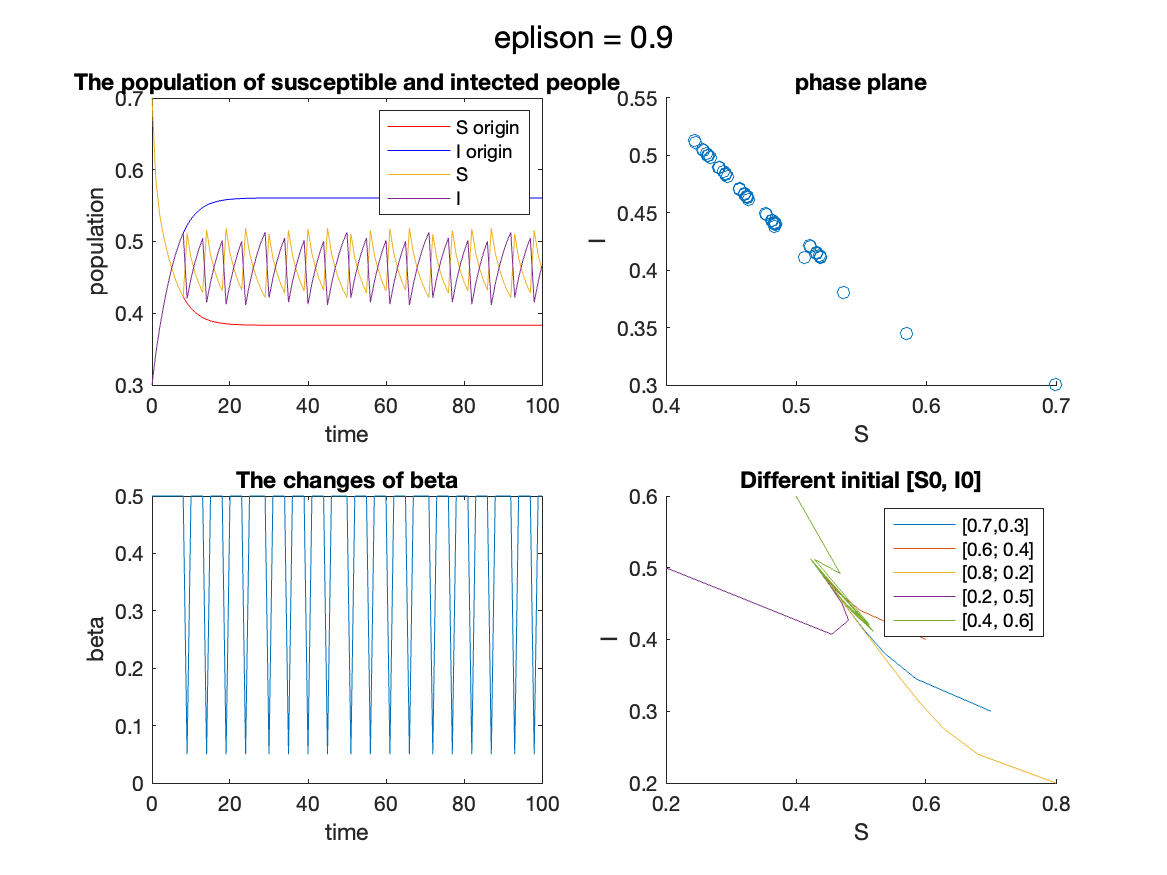 eplison = 0.9
The population of susceptible and intected people
0.7
0.6
0.5
0.4
0.3
population
0 20 40 60 80 100
time
S origin
I origin
S
I
phase plane
0.55
0.5
0.45
0.4
0.35
0.3
I
0.4 0.5 0.6 0.7
S
The changes of beta
0.5
0.4
0.3
0.2
0.1
0
beta
0 20 40 60 80 100
time
Different initial [S0, I0]
0.6
0.5
0.4
0.3
0.2
I
0.2 0.4 0.6 0.8
S
[0.7,0.3]
[0.6; 0.4]
[0.8; 0.2]
[0.2, 0.5]
[0.4, 0.6]